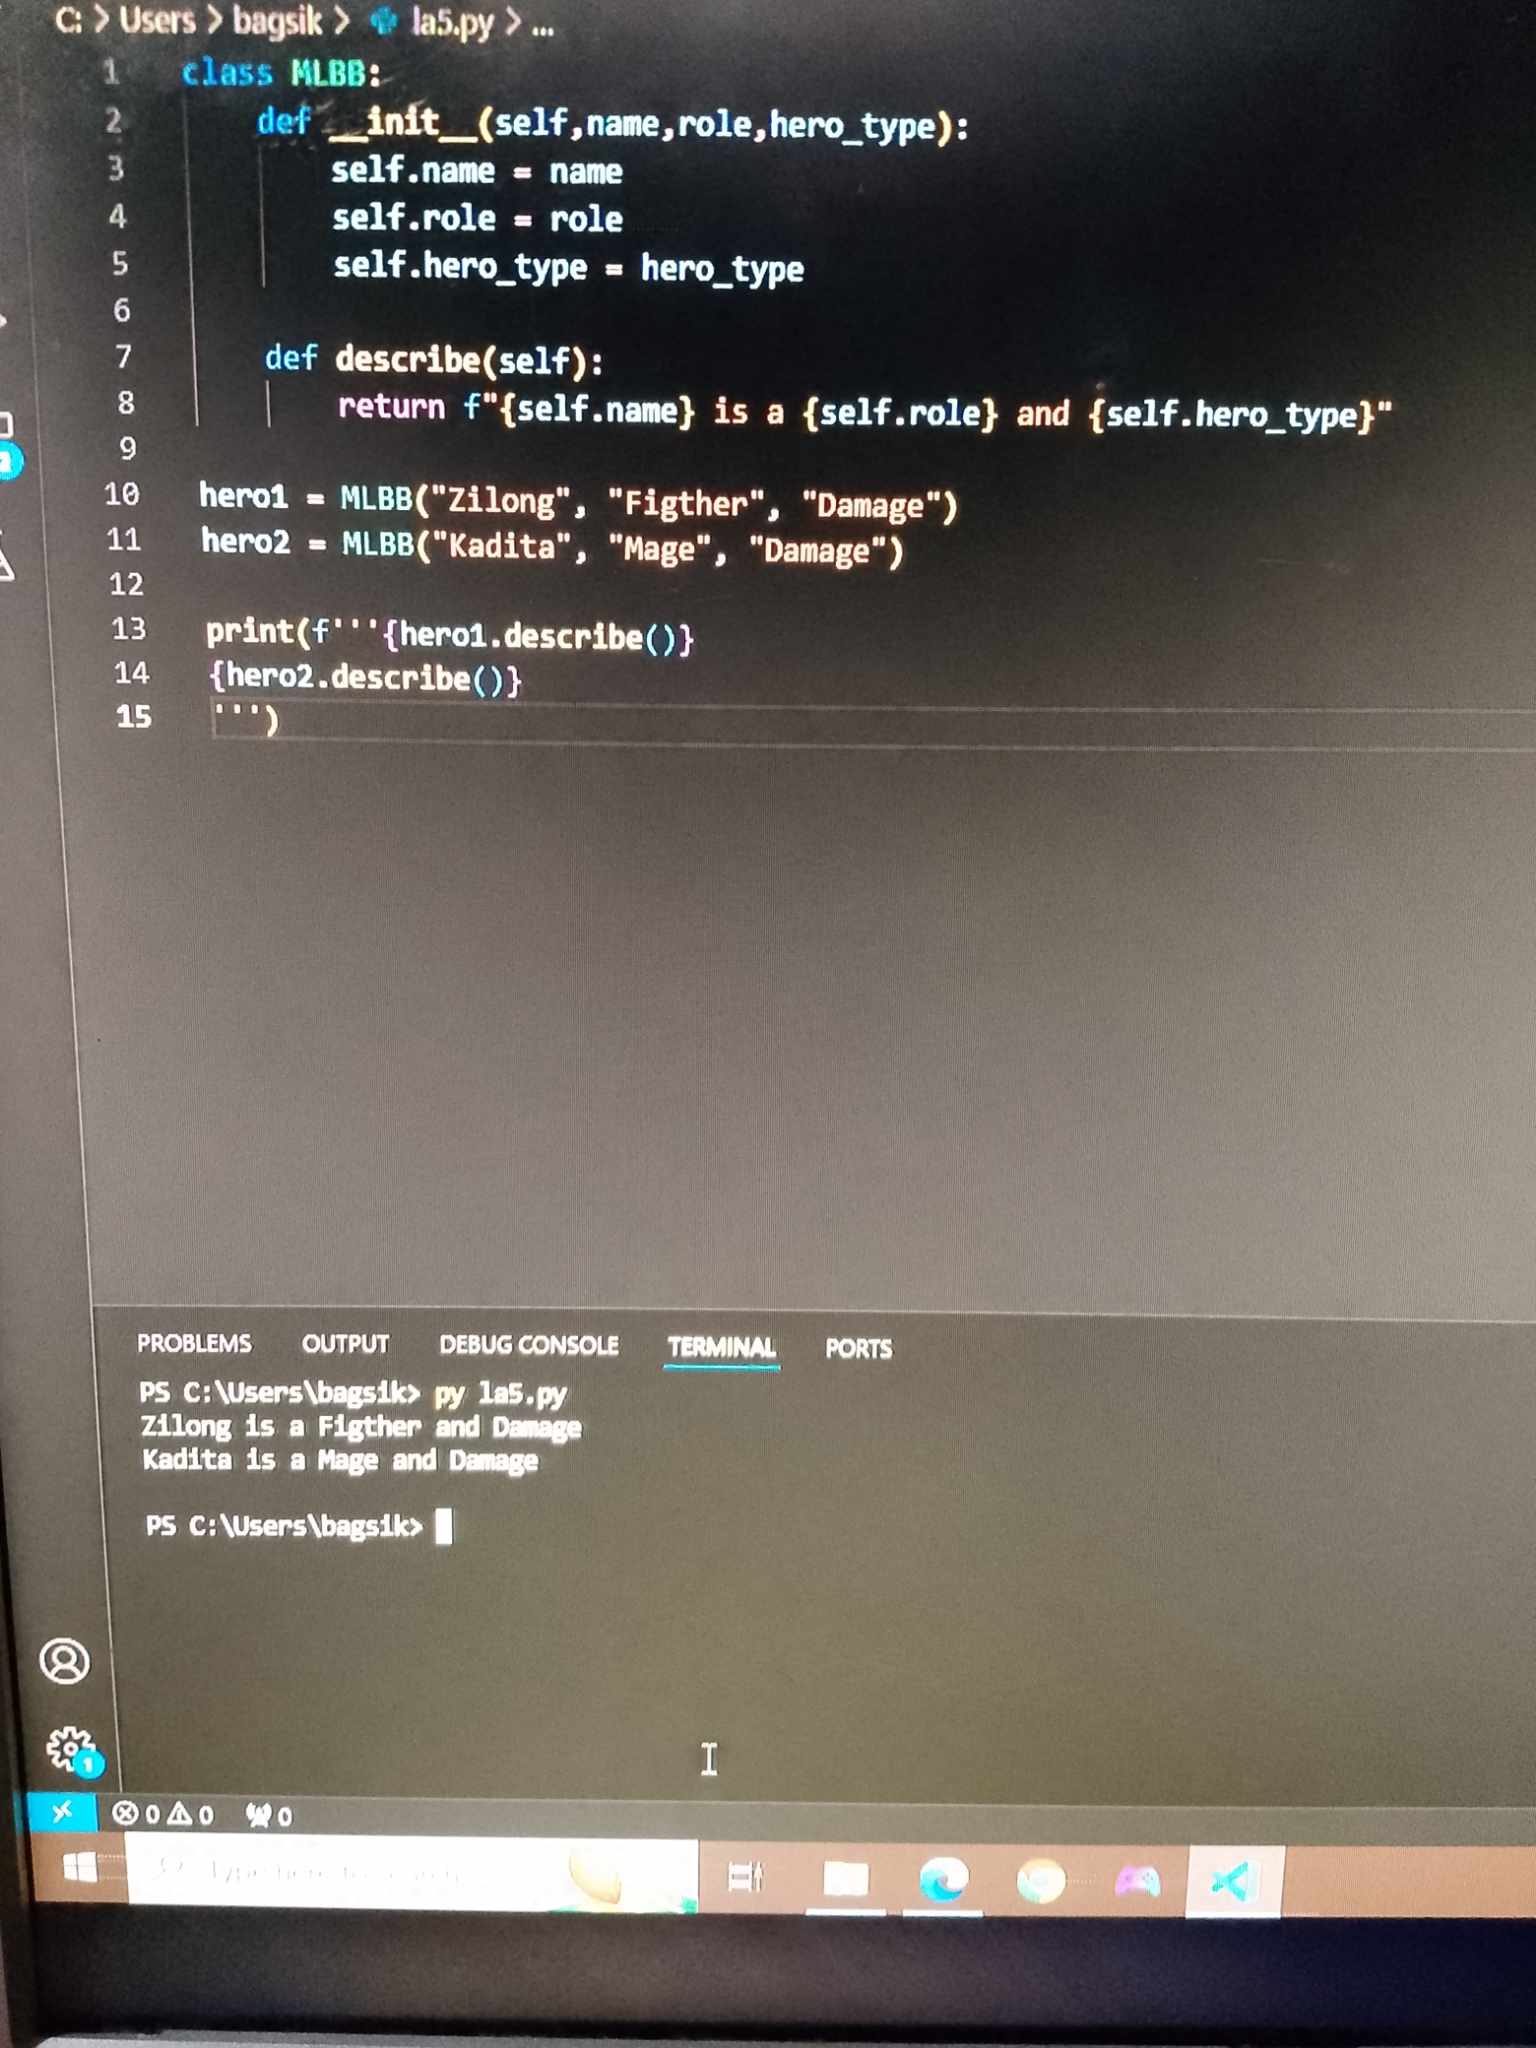 C: > Users > bagsik > la5.py > ...
1 class MLBB:
2 def __init__(self,name,role,hero_type):
3 self.name = name
4 self.role = role
5 self.hero_type = hero_type
6
7 def describe(self):
8 return f"{self.name} is a {self.role} and {self.hero_type}"
9
10 hero1 = MLBB("Zilong", "Figther", "Damage")
11 hero2 = MLBB("Kadita", "Mage", "Damage")
12
13 print(f'''{hero1.describe()}
14 {hero2.describe()}
15 ''')
PROBLEMS OUTPUT DEBUG CONSOLE TERMINAL PORTS
PS C:\Users\bagsik> py la5.py
Zilong is a Figther and Damage
Kadita is a Mage and Damage
PS C:\Users\bagsik>
1
0 0 0